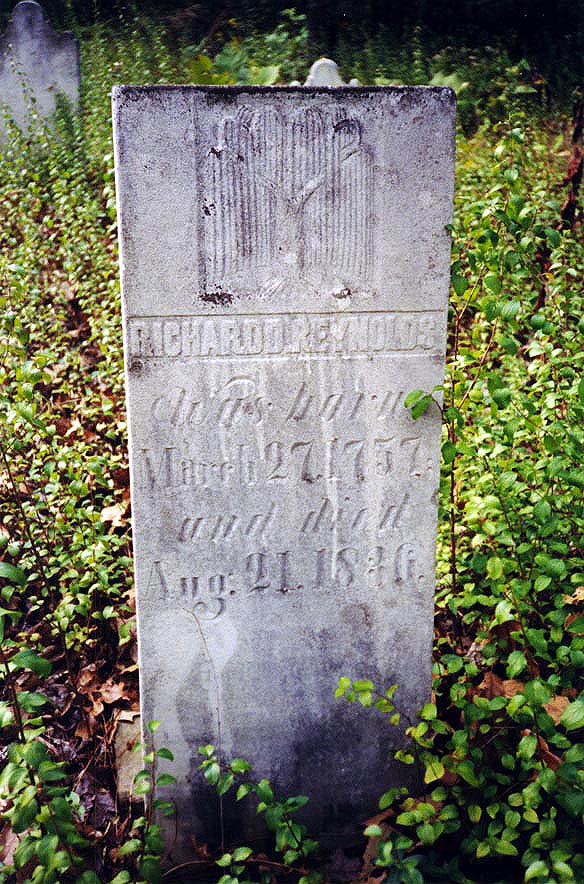 RICHARD D. REYNOLDS
Was born
March 27, 1757,
and died
Aug. 21. 1836.